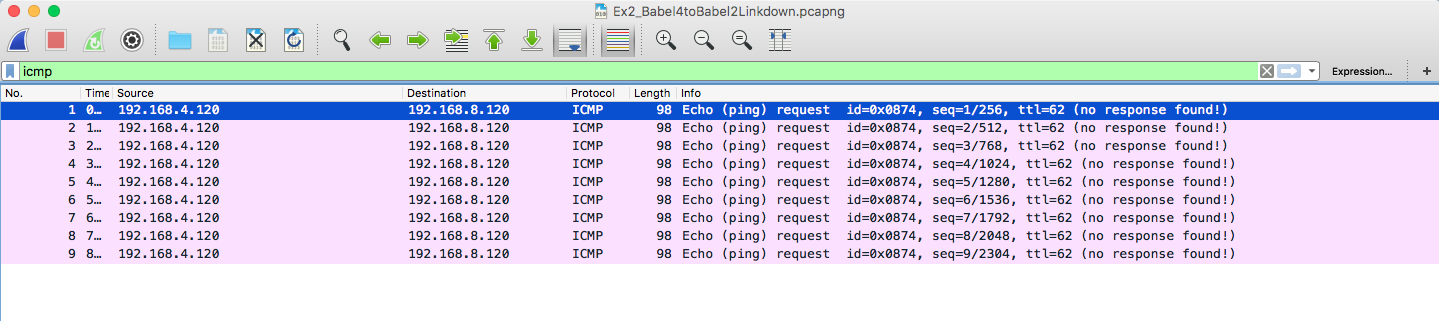 Ex2_Babel4toBabel2Linkdown.pcapng
icmp Expression... +
No. Time Source Destination Protocol Length Info
1 0... 192.168.4.120 192.168.8.120 ICMP 98 Echo (ping) request id=0x0874, seq=1/256, ttl=62 (no response found!)
2 1... 192.168.4.120 192.168.8.120 ICMP 98 Echo (ping) request id=0x0874, seq=2/512, ttl=62 (no response found!)
3 2... 192.168.4.120 192.168.8.120 ICMP 98 Echo (ping) request id=0x0874, seq=3/768, ttl=62 (no response found!)
4 3... 192.168.4.120 192.168.8.120 ICMP 98 Echo (ping) request id=0x0874, seq=4/1024, ttl=62 (no response found!)
5 4... 192.168.4.120 192.168.8.120 ICMP 98 Echo (ping) request id=0x0874, seq=5/1280, ttl=62 (no response found!)
6 5... 192.168.4.120 192.168.8.120 ICMP 98 Echo (ping) request id=0x0874, seq=6/1536, ttl=62 (no response found!)
7 6... 192.168.4.120 192.168.8.120 ICMP 98 Echo (ping) request id=0x0874, seq=7/1792, ttl=62 (no response found!)
8 7... 192.168.4.120 192.168.8.120 ICMP 98 Echo (ping) request id=0x0874, seq=8/2048, ttl=62 (no response found!)
9 8... 192.168.4.120 192.168.8.120 ICMP 98 Echo (ping) request id=0x0874, seq=9/2304, ttl=62 (no response found!)